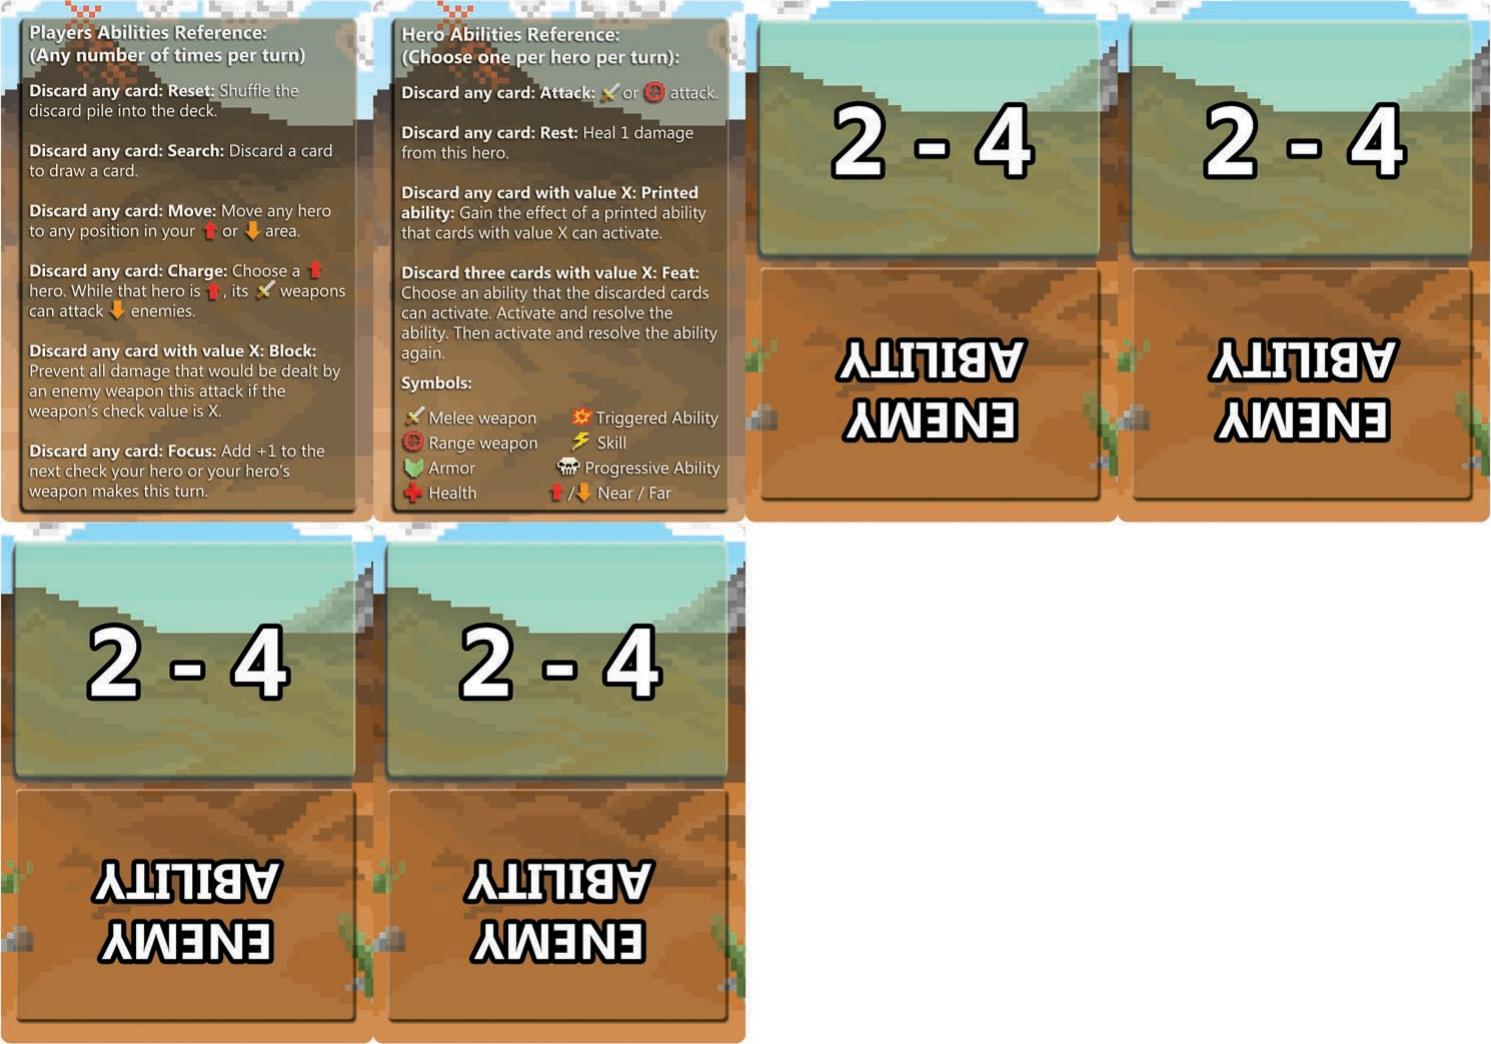 Players Abilities Reference:
(Any number of times per turn)
Discard any card: Reset: Shuffle the
discard pile into the deck.
Discard any card: Search: Discard a card
to draw a card.
Discard any card: Move: Move any hero
to any position in your or area.
Discard any card: Charge: Choose a
hero. While that hero is , its weapons
can attack enemies.
Discard any card with value X: Block:
Prevent all damage that would be dealt by
an enemy weapon this attack if the
weapon's check value is X.
Discard any card: Focus: Add +1 to the
next check your hero or your hero's
weapon makes this turn.
Hero Abilities Reference:
(Choose one per hero per turn):
Discard any card: Attack: or attack.
Discard any card: Rest: Heal 1 damage
from this hero.
Discard any card with value X: Printed
ability: Gain the effect of a printed ability
that cards with value X can activate.
Discard three cards with value X: Feat:
Choose an ability that the discarded cards
can activate. Activate and resolve the
ability. Then activate and resolve the ability
again.
Symbols:
Melee weapon
Triggered Ability
Range weapon
Skill
Armor
Progressive Ability
Health
/ Near / Far
2 - 4
ENEMY
ABILITY
2 - 4
ENEMY
ABILITY
2 - 4
ENEMY
ABILITY
2 - 4
ENEMY
ABILITY